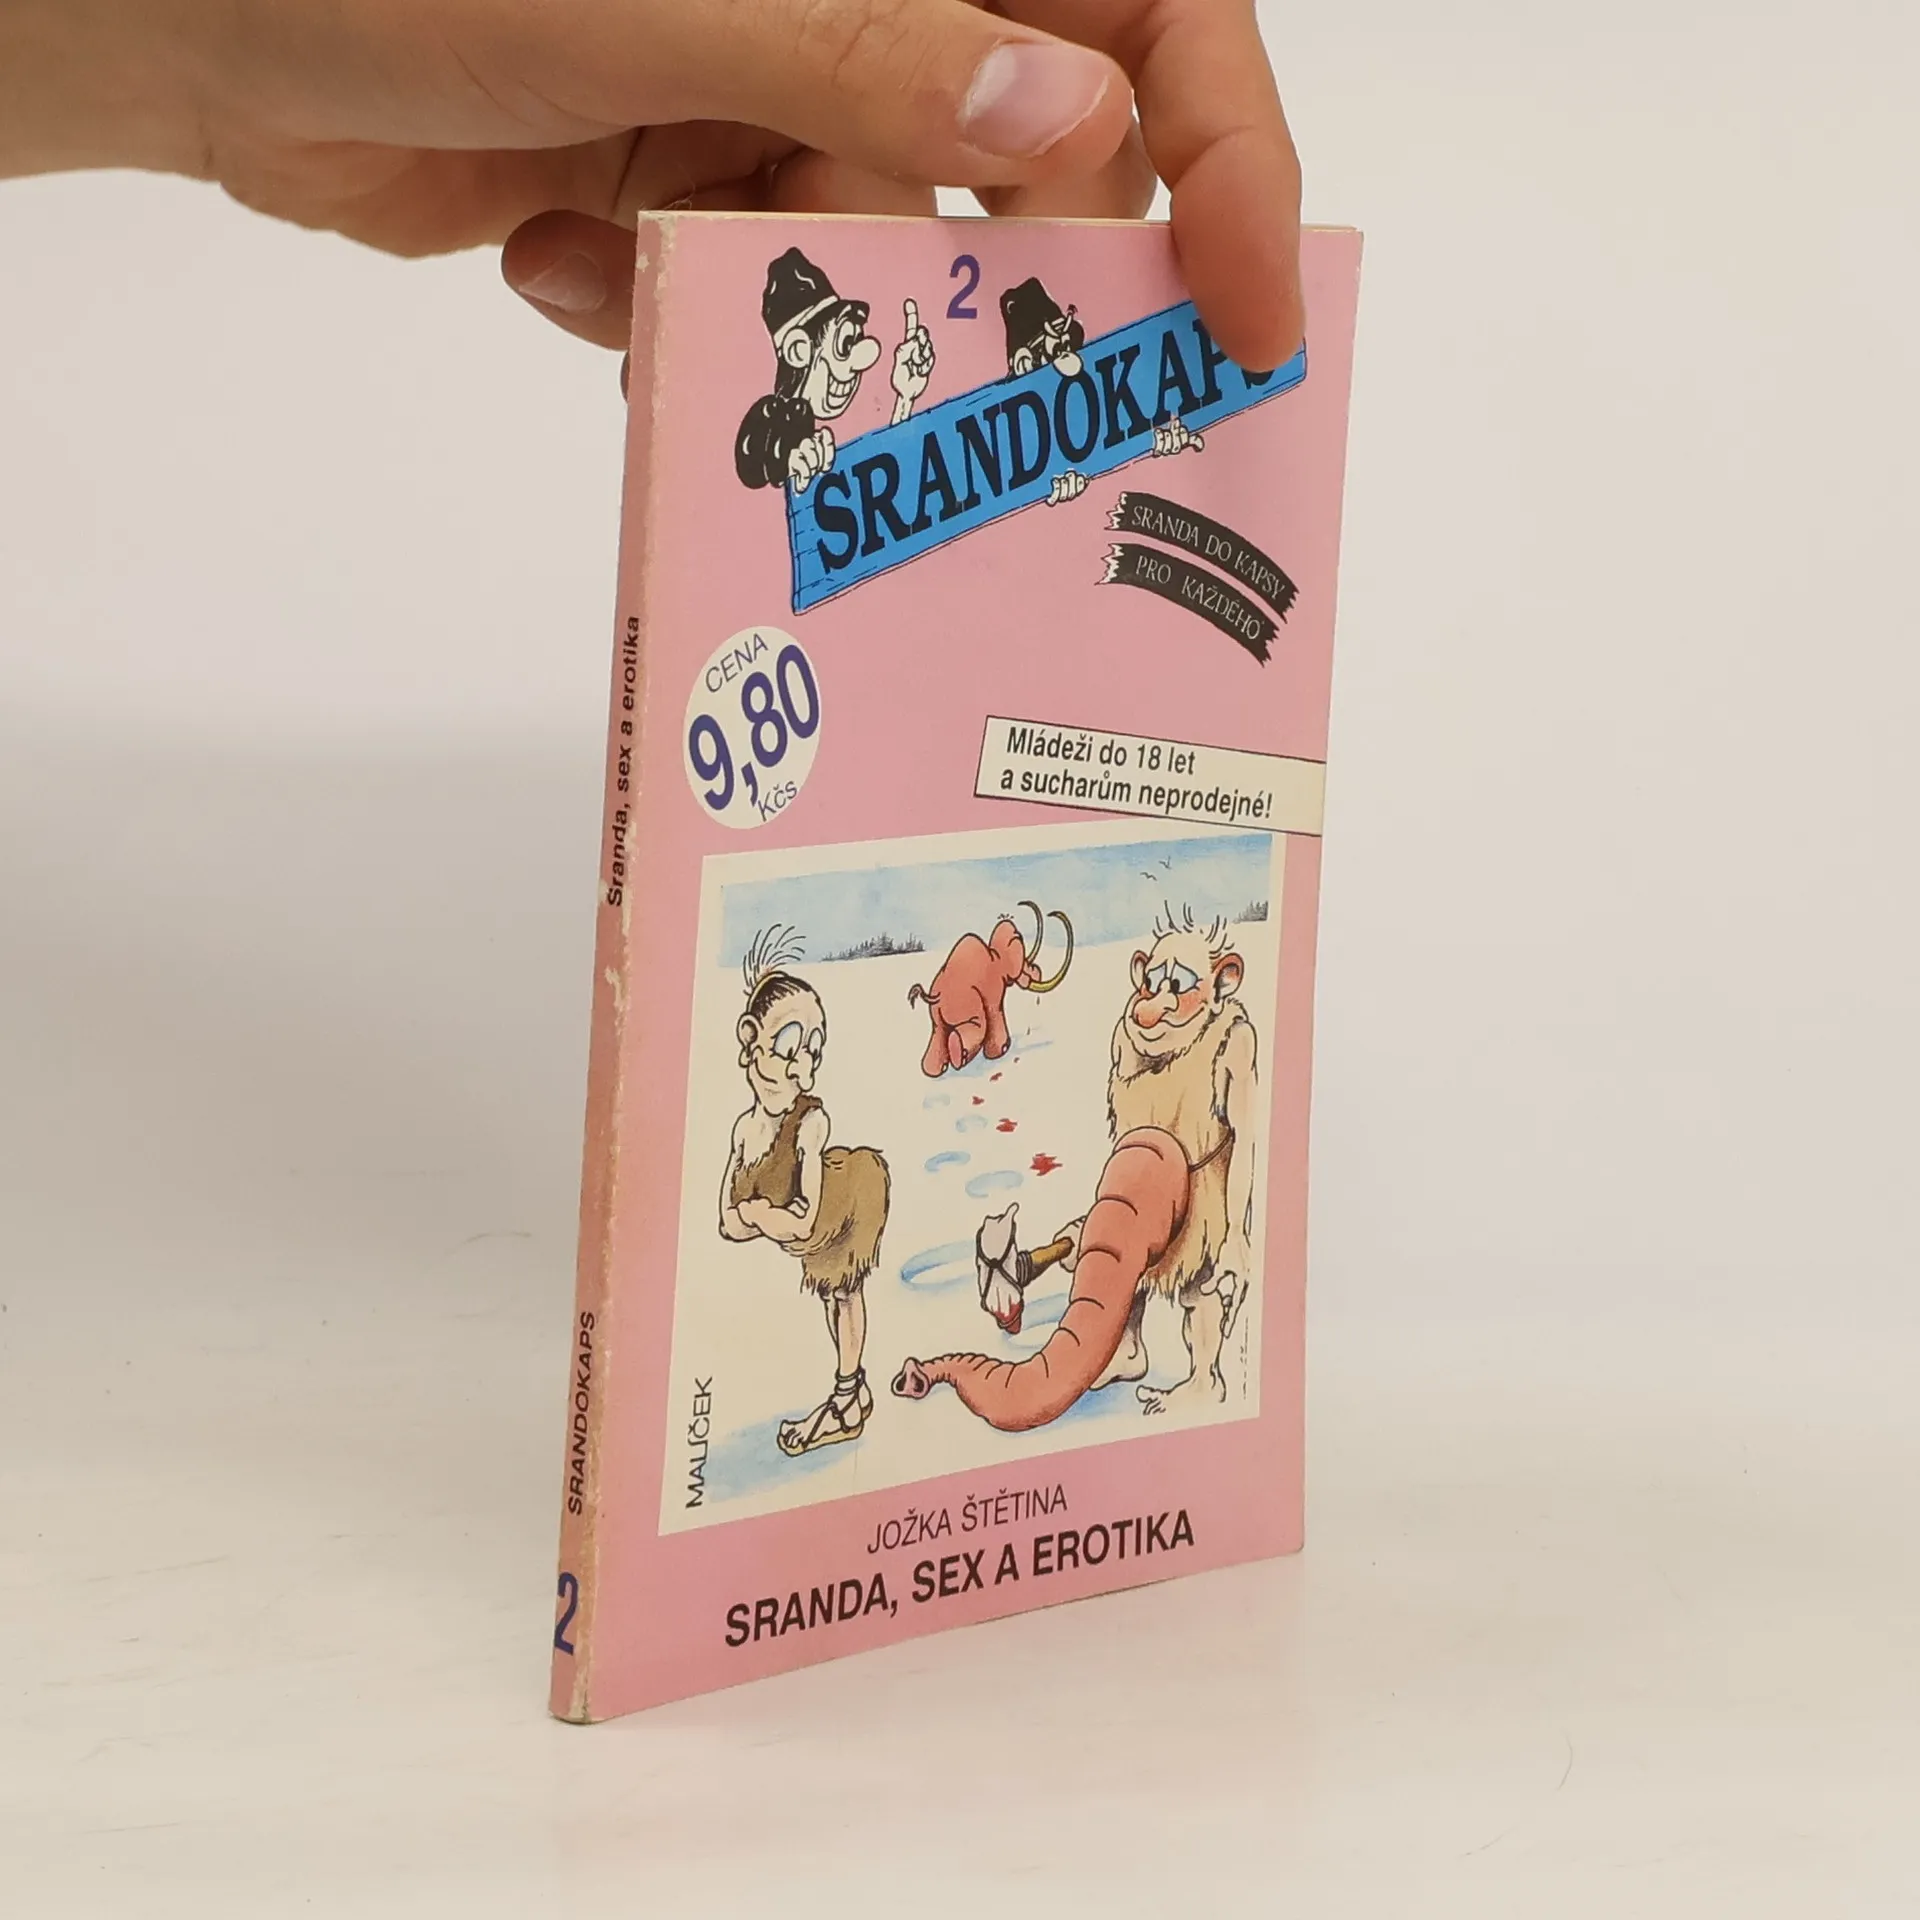 2
SRANDOKAPS
SRANDA DO KAPSY
PRO KAŽDÉHO
CENA
9,80
Kčs
Mládeži do 18 let
a sucharům neprodejné!
MALÍČEK
JOŽKA ŠTĚTINA
SRANDA, SEX A EROTIKA
Sranda, sex a erotika
SRANDOKAPS
2